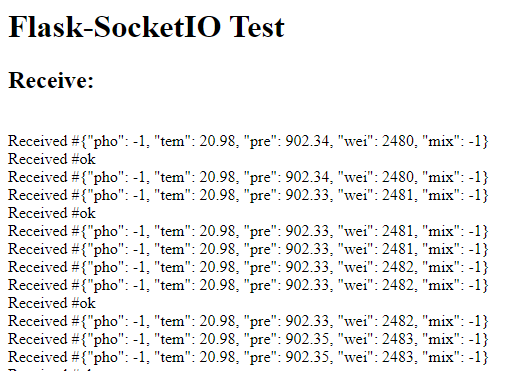 Flask-SocketIO Test
Receive:
Received #{"pho": -1, "tem": 20.98, "pre": 902.34, "wei": 2480, "mix": -1}
Received #ok
Received #{"pho": -1, "tem": 20.98, "pre": 902.34, "wei": 2480, "mix": -1}
Received #{"pho": -1, "tem": 20.98, "pre": 902.33, "wei": 2481, "mix": -1}
Received #ok
Received #{"pho": -1, "tem": 20.98, "pre": 902.33, "wei": 2481, "mix": -1}
Received #{"pho": -1, "tem": 20.98, "pre": 902.33, "wei": 2481, "mix": -1}
Received #{"pho": -1, "tem": 20.98, "pre": 902.33, "wei": 2482, "mix": -1}
Received #{"pho": -1, "tem": 20.98, "pre": 902.33, "wei": 2482, "mix": -1}
Received #ok
Received #{"pho": -1, "tem": 20.98, "pre": 902.33, "wei": 2482, "mix": -1}
Received #{"pho": -1, "tem": 20.98, "pre": 902.35, "wei": 2483, "mix": -1}
Received #{"pho": -1, "tem": 20.98, "pre": 902.35, "wei": 2483, "mix": -1}